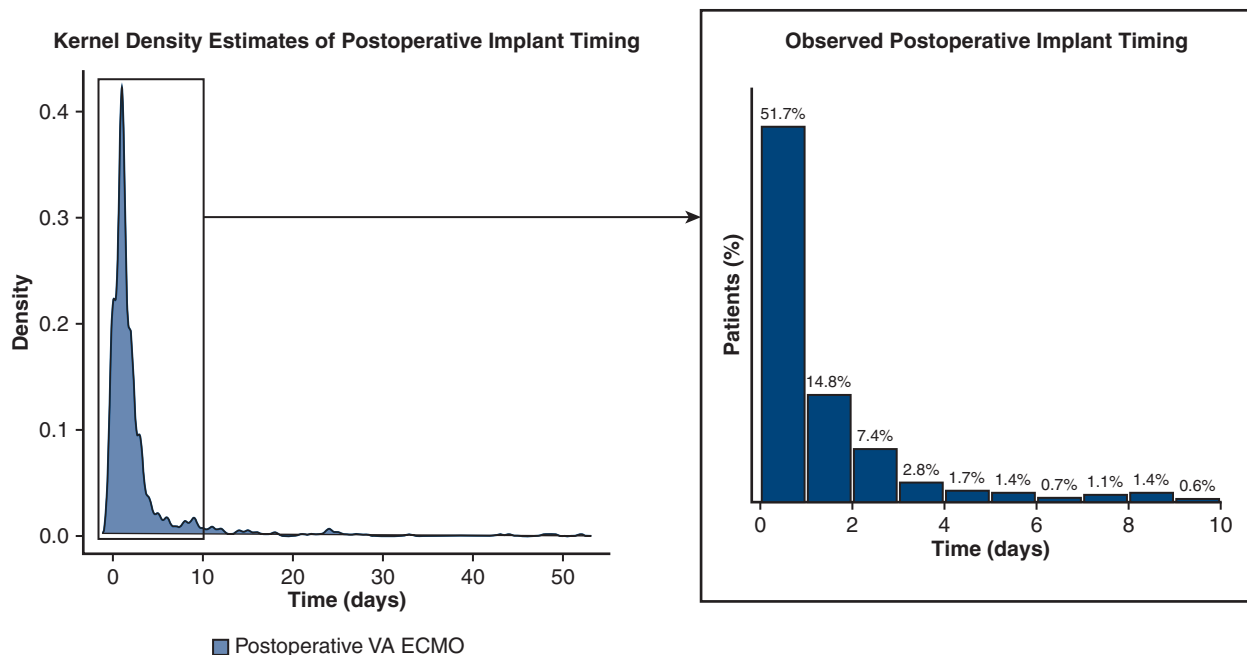 Kernel Density Estimates of Postoperative Implant Timing
Density
0.4
0.3
0.2
0.1
0.0
0 10 20 30 40 50
Time (days)
Postoperative VA ECMO
Observed Postoperative Implant Timing
Patients (%)
51.7%
14.8%
7.4%
2.8%
1.7%
1.4%
0.7%
1.1%
1.4%
0.6%
0 2 4 6 8 10
Time (days)